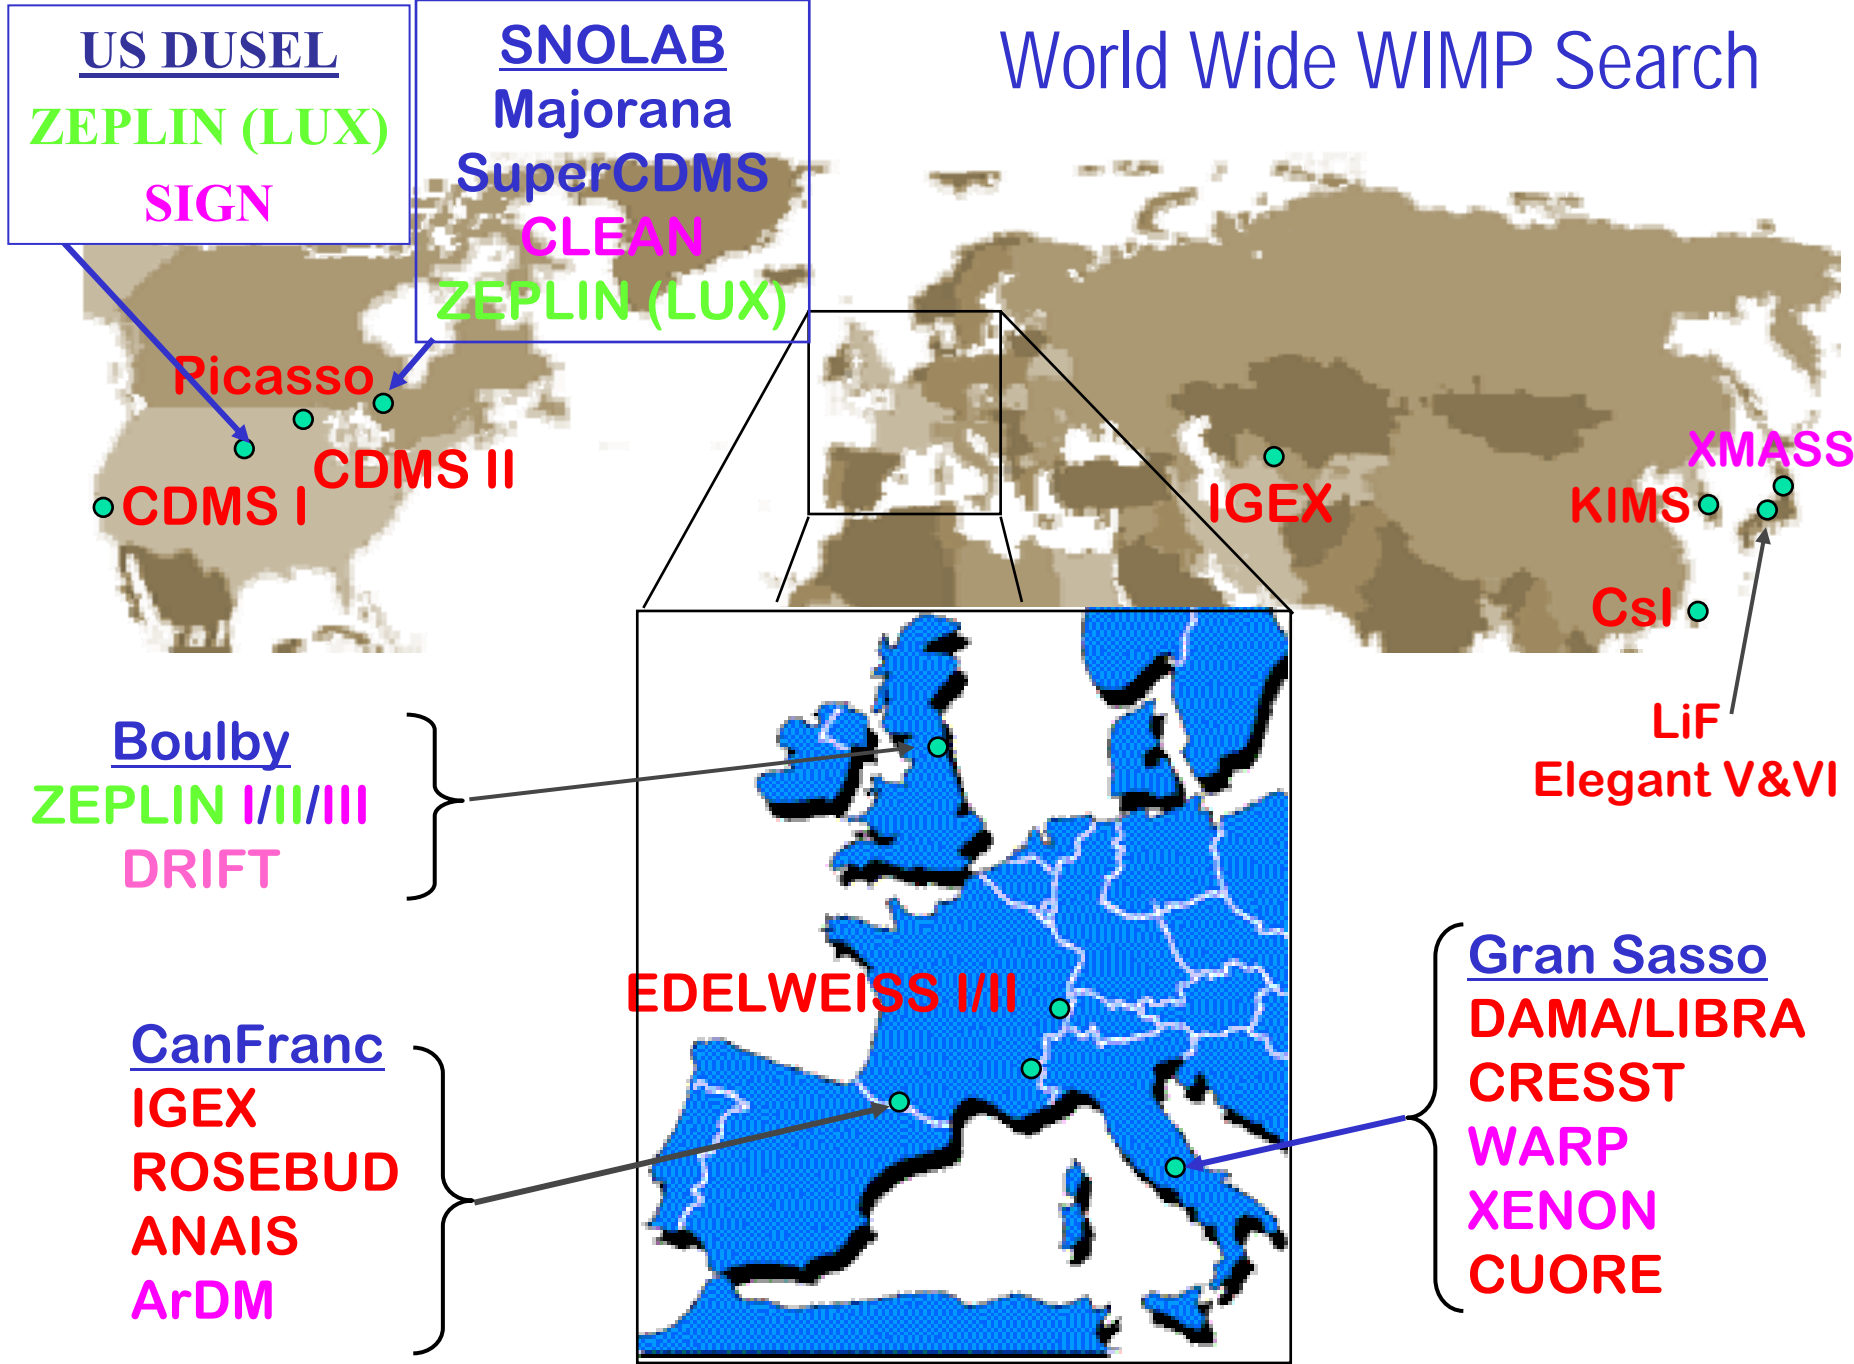 US DUSEL
ZEPLIN (LUX)
SIGN
SNOLAB
Majorana
SuperCDMS
CLEAN
ZEPLIN (LUX)
World Wide WIMP Search
Picasso
CDMS II
CDMS I
IGEX
XMASS
KIMS
CsI
LiF
Elegant V&VI
Boulby
ZEPLIN I/II/III
DRIFT
EDELWEISS I/II
CanFranc
IGEX
ROSEBUD
ANAIS
ArDM
Gran Sasso
DAMA/LIBRA
CRESST
WARP
XENON
CUORE